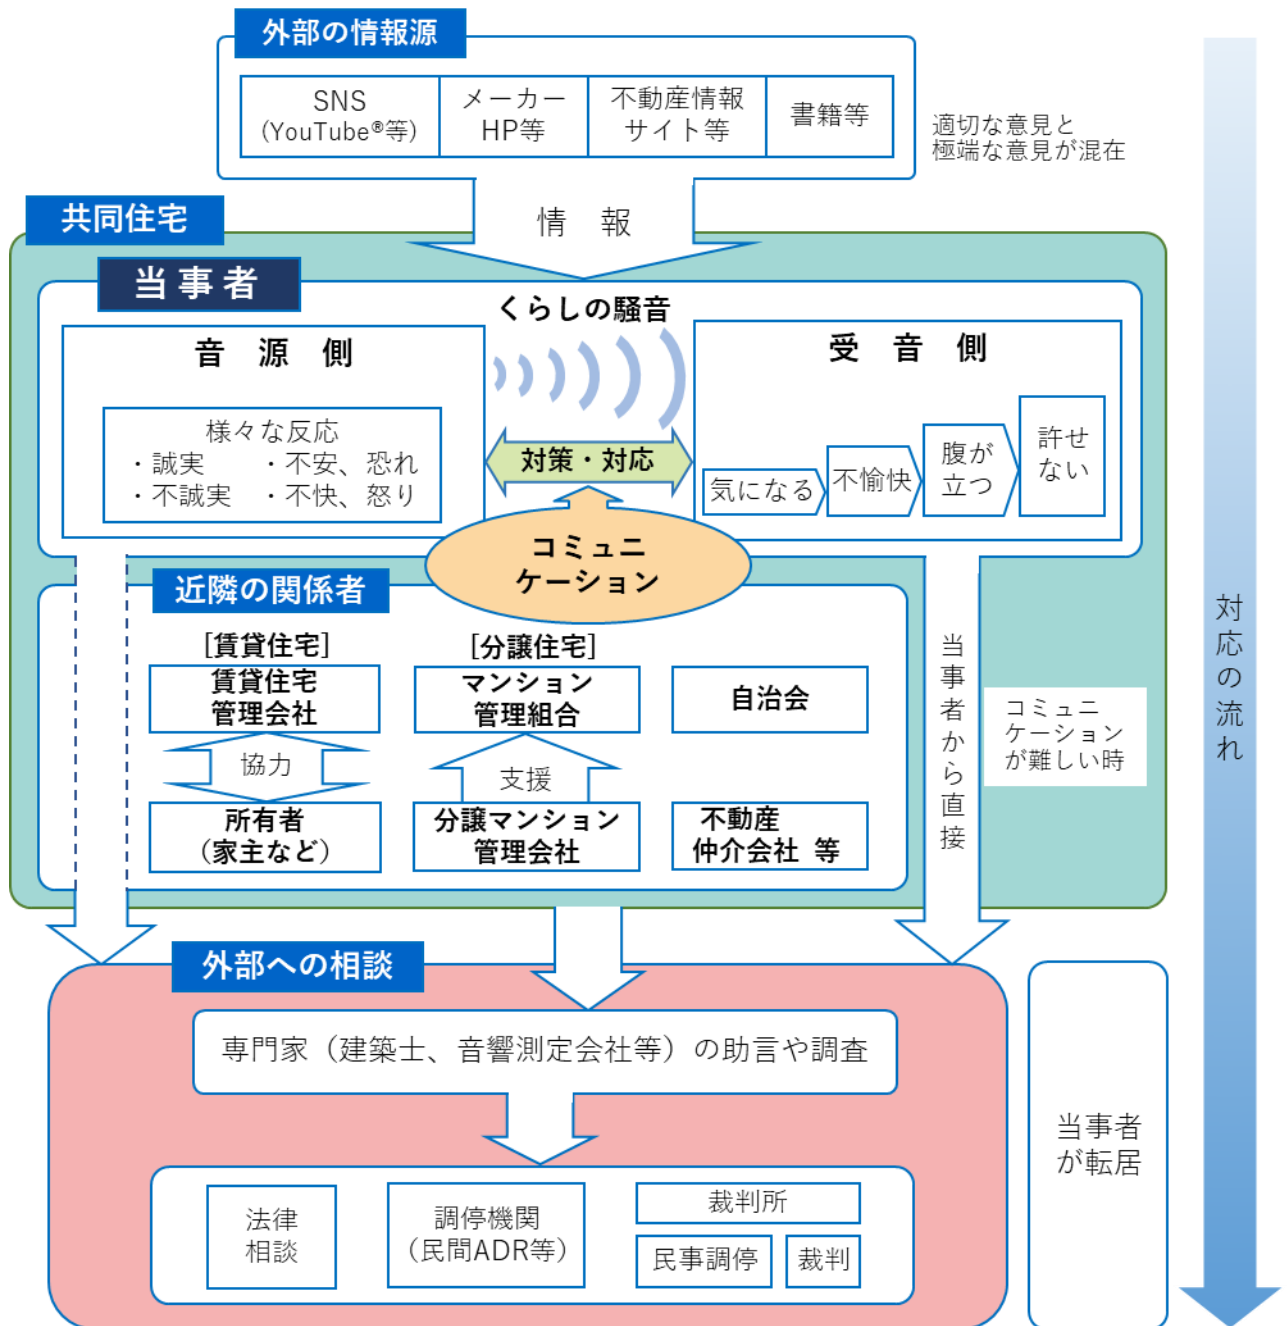 外部の情報源
SNS
(YouTube®等)
メーカー
HP等
不動産情報
サイト等
書籍等
適切な意見と
極端な意見が混在
情 報
共同住宅
当事者
くらしの騒音
音 源 側
様々な反応
・誠実 ・不安、恐れ
・不誠実 ・不快、怒り
対策・対応
受 音 側
気になる
不愉快
腹が
立つ
許せ
ない
コミュニ
ケーション
近隣の関係者
[賃貸住宅]
賃貸住宅
管理会社
協力
所有者
（家主など）
[分譲住宅]
マンション
管理組合
支援
分譲マンション
管理会社
自治会
不動産
仲介会社 等
当事者から直接
コミュニ
ケーション
が難しい時
対応の流れ
外部への相談
専門家（建築士、音響測定会社等）の助言や調査
法律
相談
調停機関
（民間ADR等）
裁判所
民事調停
裁判
当事者
が転居